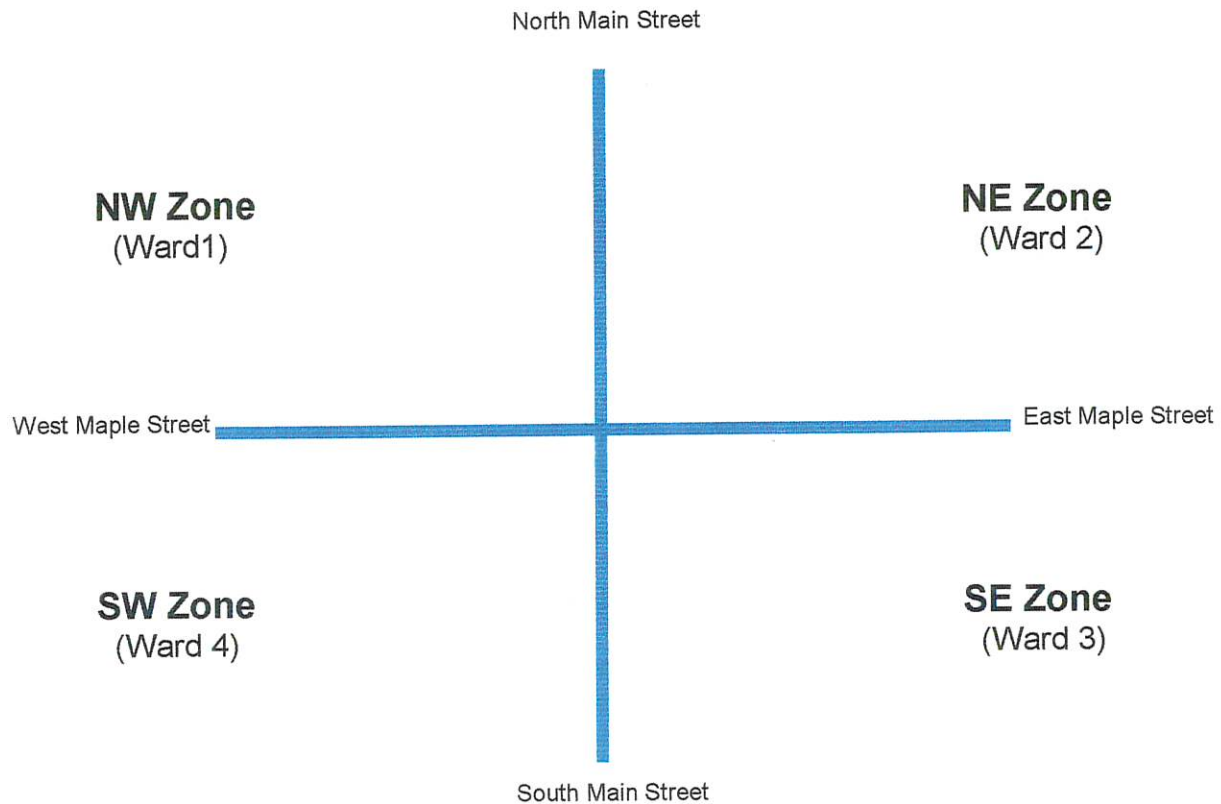 North Main Street
NW Zone
(Ward1)
NE Zone
(Ward 2)
West Maple Street
East Maple Street
SW Zone
(Ward 4)
SE Zone
(Ward 3)
South Main Street